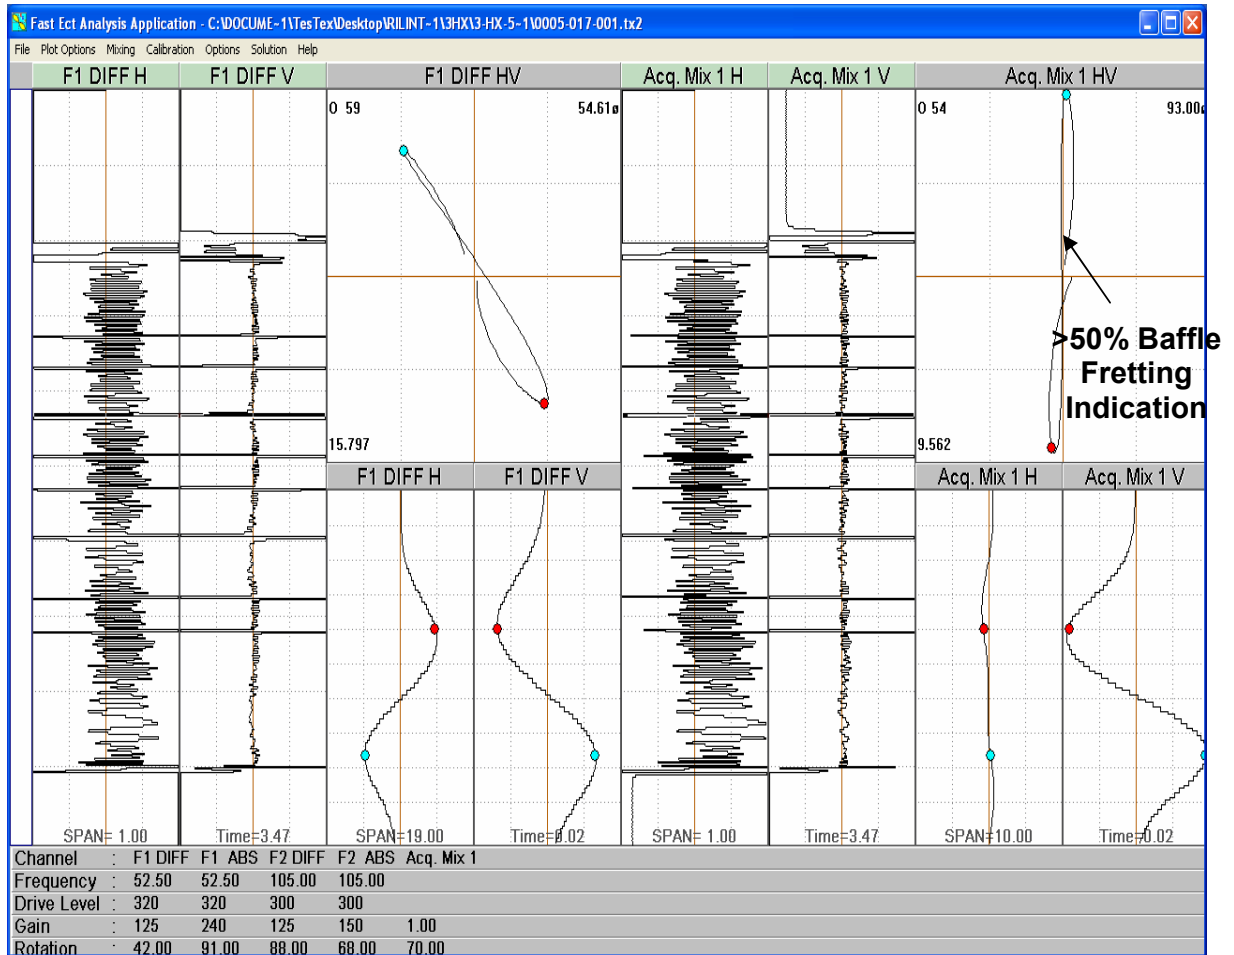 Fast Ect Analysis Application - C:\DOCUME~1\TesTex\Desktop\RILINT~1\3HX\3-HX-5~1\0005-017-001.tx2
File Plot Options Mixing Calibration Options Solution Help
F1 DIFF H F1 DIFF V F1 DIFF HV Acq. Mix 1 H Acq. Mix 1 V Acq. Mix 1 HV
O 59 54.61ø O 54 93.00ø
>50% Baffle
Fretting
Indication
15.797 9.562
F1 DIFF H F1 DIFF V Acq. Mix 1 H Acq. Mix 1 V
SPAN= 1.00 Time=3.47 SPAN=19.00 Time=0.02 SPAN= 1.00 Time=3.47 SPAN=10.00 Time=0.02
Channel : F1 DIFF F1 ABS F2 DIFF F2 ABS Acq. Mix 1
Frequency : 52.50 52.50 105.00 105.00
Drive Level : 320 320 300 300
Gain : 125 240 125 150 1.00
Rotation : 42.00 91.00 88.00 68.00 70.00